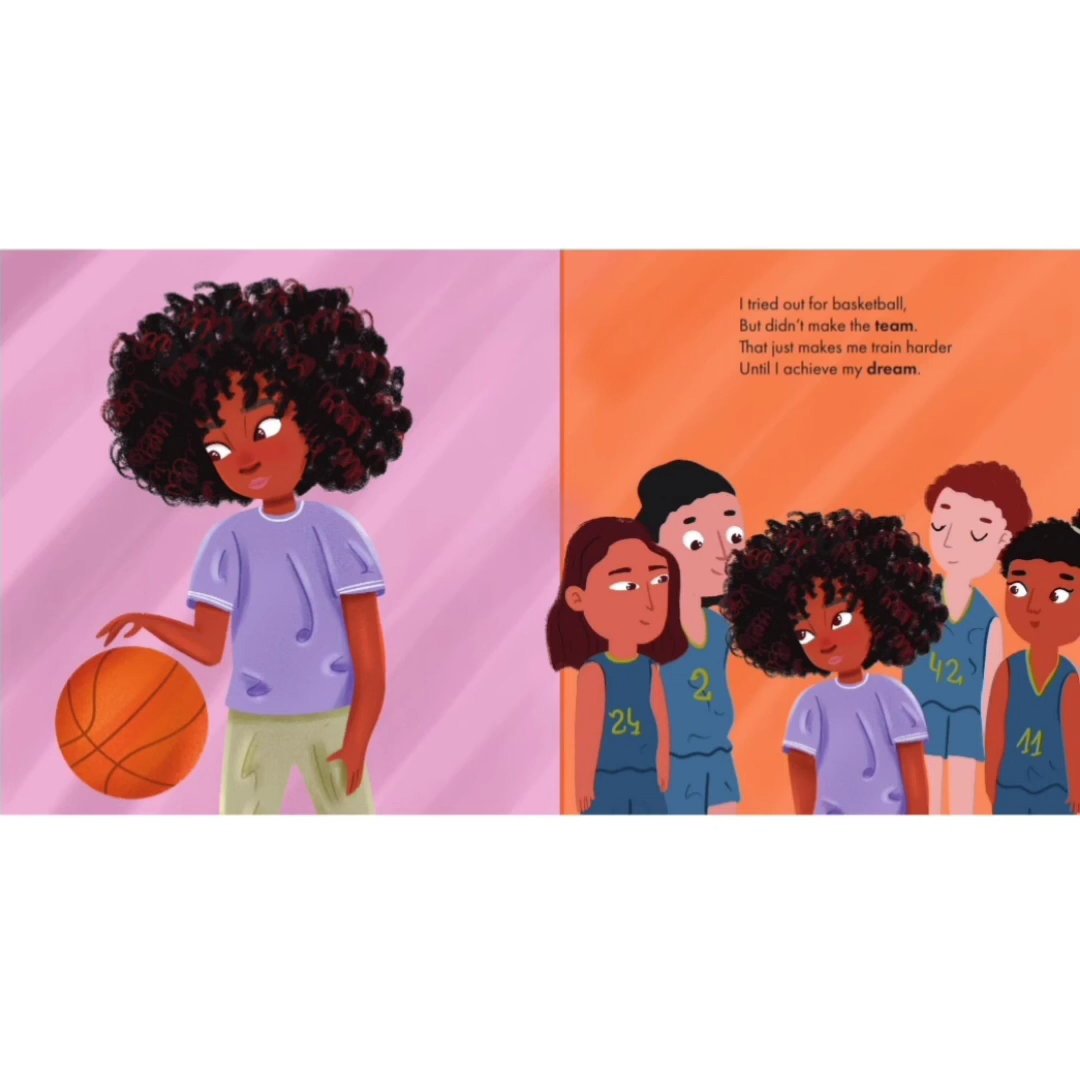 I tried out for basketball,
But didn't make the team.
That just makes me train harder
Until I achieve my dream.
24
2
42
11